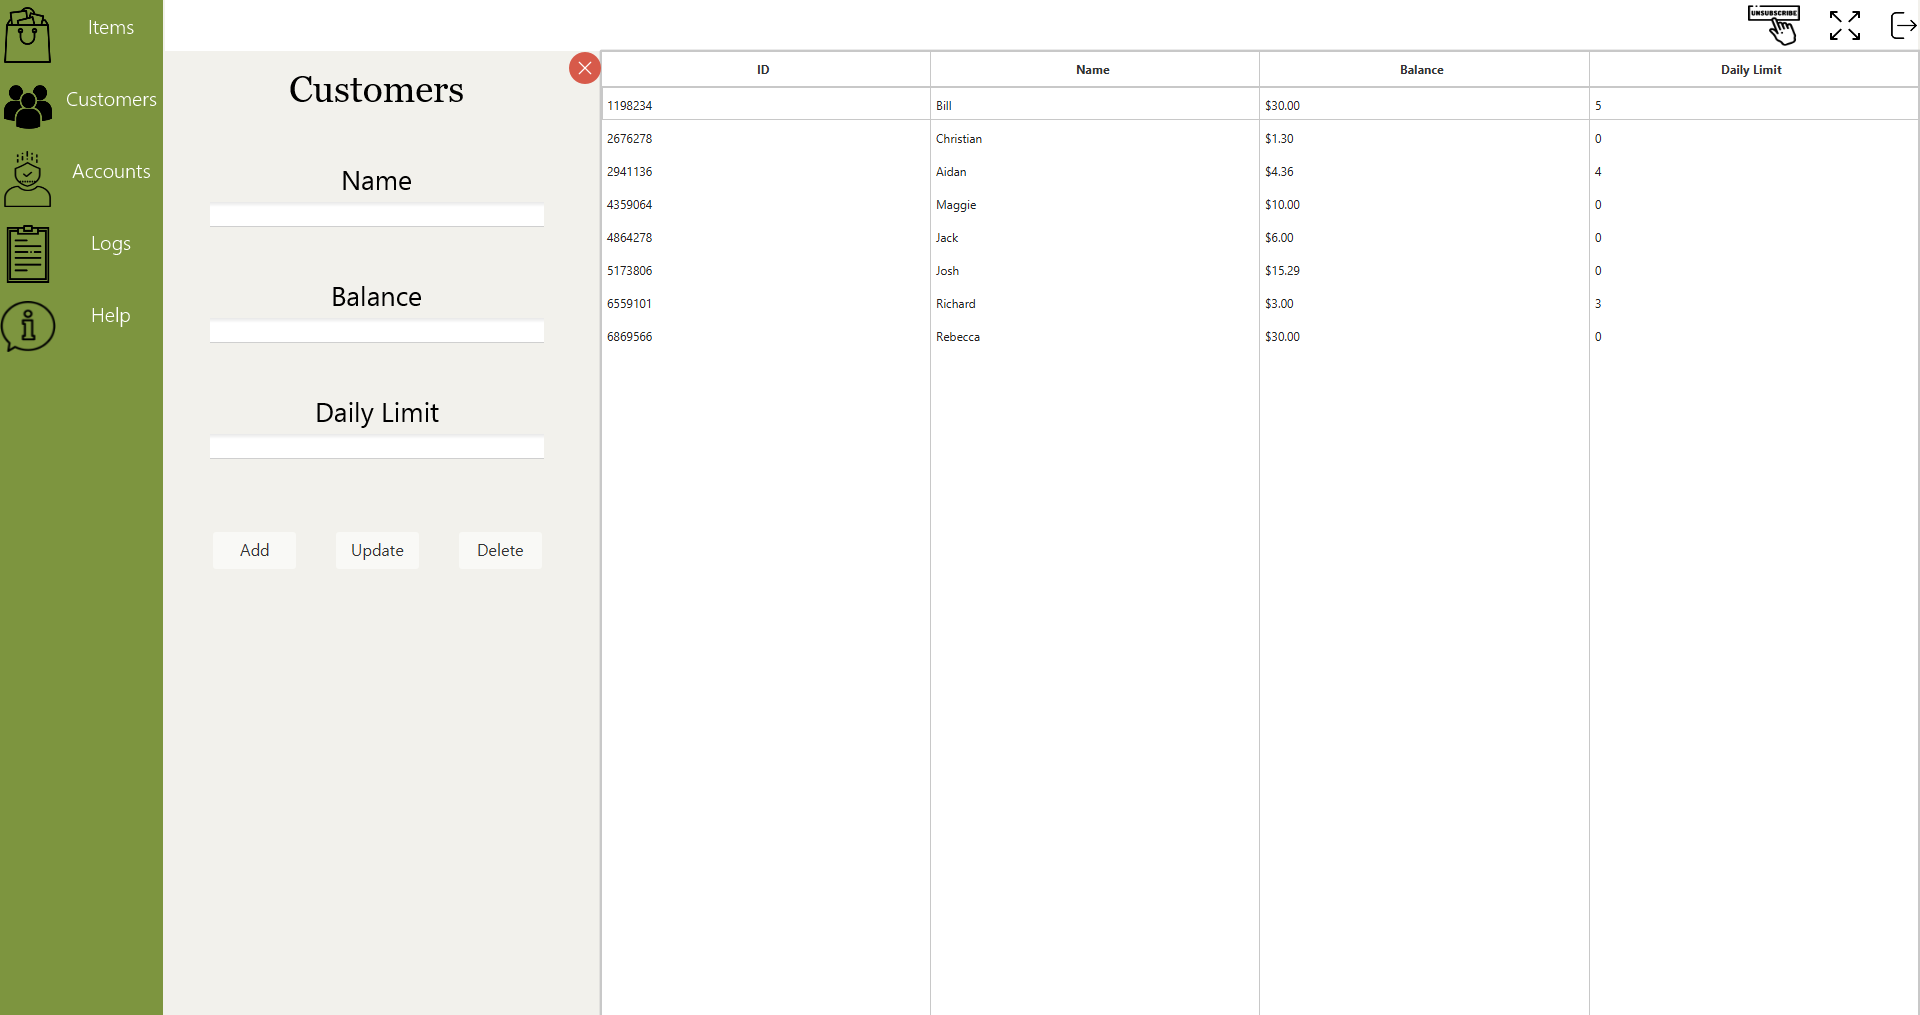 Items
Customers
Accounts
Logs
Help
UNSUBSCRIBE
Customers
Name
Balance
Daily Limit
Add Update Delete
ID Name Balance Daily Limit
1198234 Bill $30.00 5
2676278 Christian $1.30 0
2941136 Aidan $4.36 4
4359064 Maggie $10.00 0
4864278 Jack $6.00 0
5173806 Josh $15.29 0
6559101 Richard $3.00 3
6869566 Rebecca $30.00 0